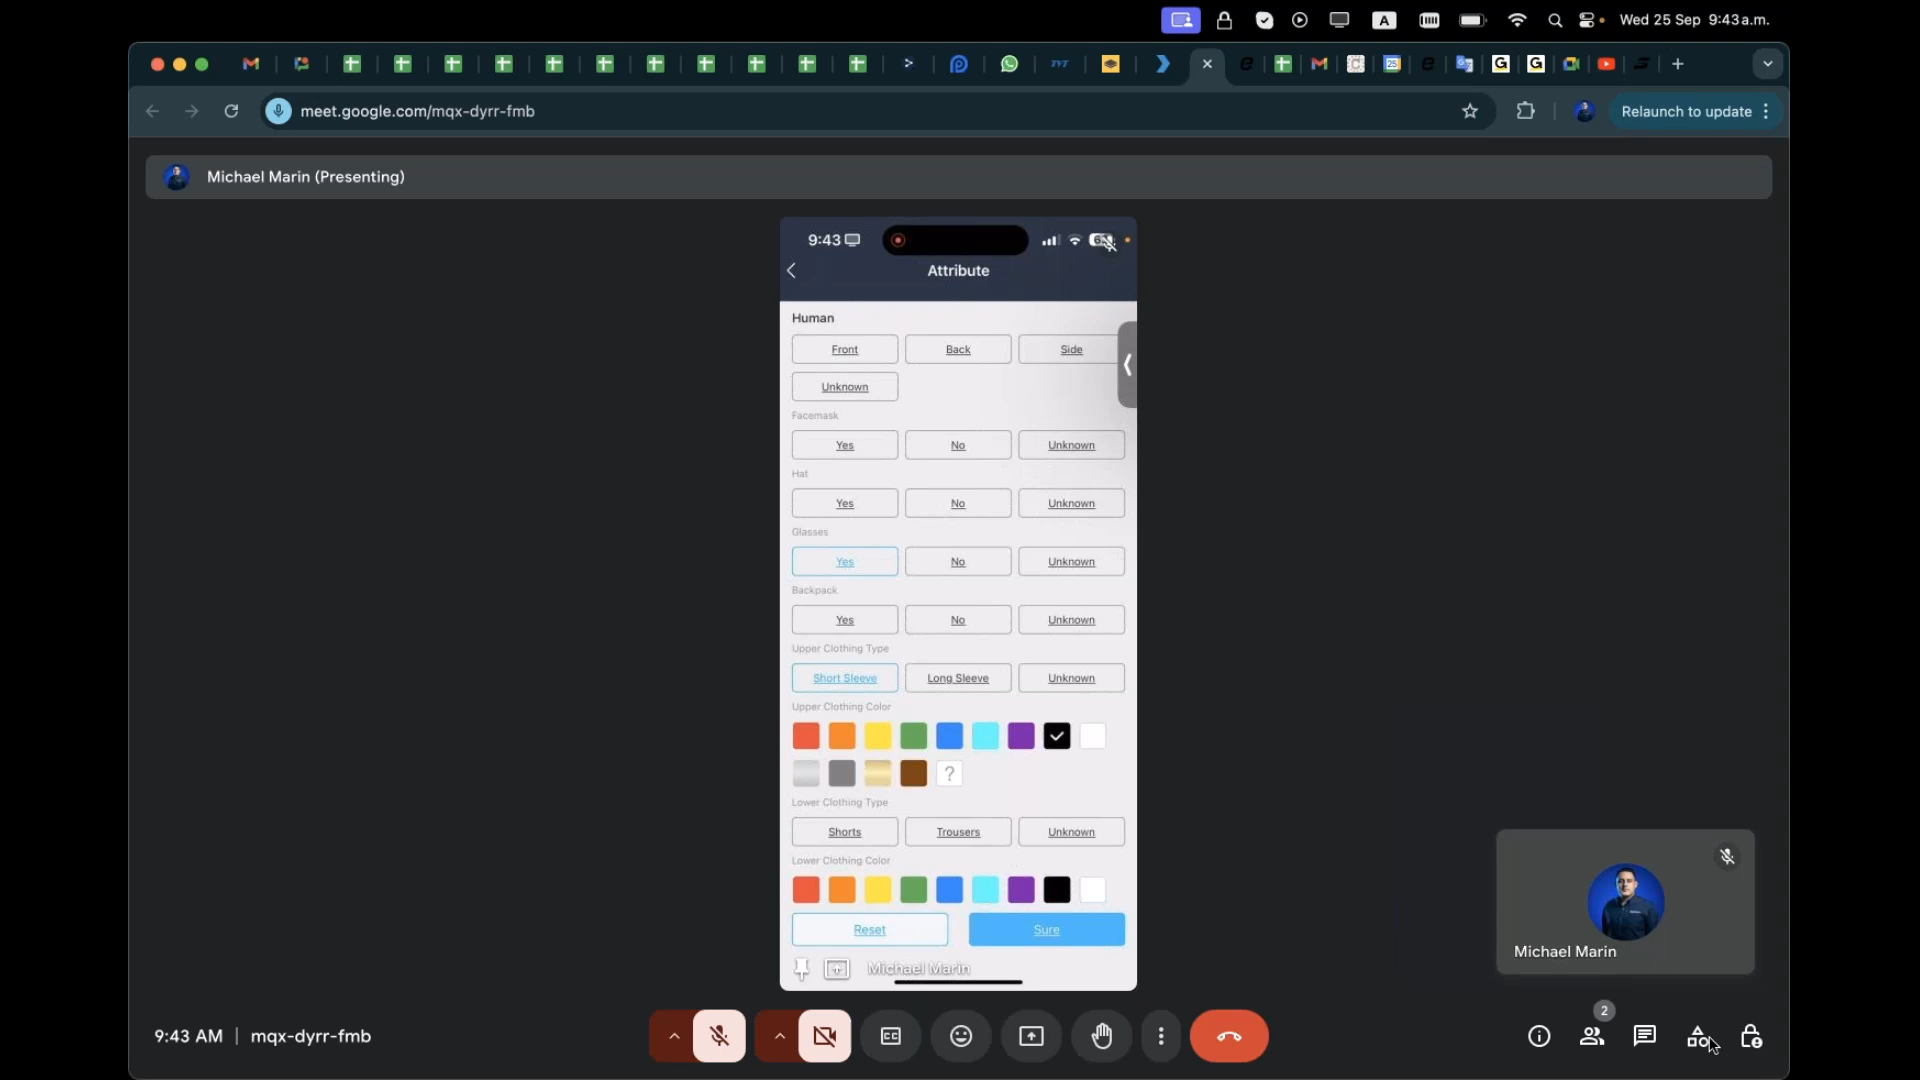 Wed 25 Sep 9:43 a.m.
A
TVT
25
G
G
meet.google.com/mqx-dyrr-fmb
Relaunch to update
Michael Marin (Presenting)
9:43
Attribute
Human
Front Back Side
Unknown
Facemask
Yes No Unknown
Hat
Yes No Unknown
Glasses
Yes No Unknown
Backpack
Yes No Unknown
Upper Clothing Type
Short Sleeve Long Sleeve Unknown
Upper Clothing Color
?
Lower Clothing Type
Shorts Trousers Unknown
Lower Clothing Color
Reset Sure
Michael Marin
Michael Marin
9:43 AM | mqx-dyrr-fmb
CC
2